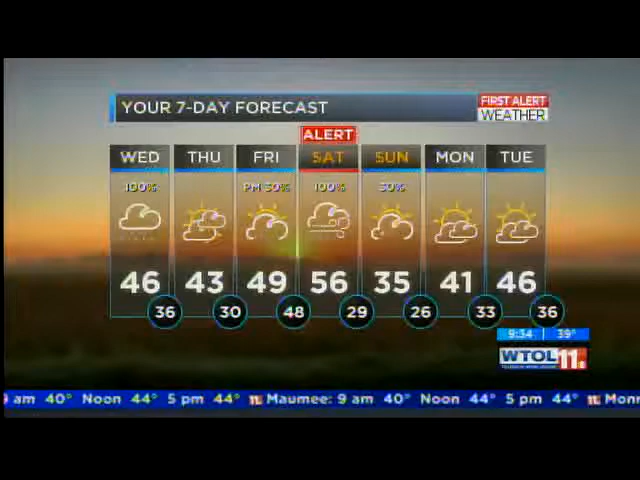 YOUR 7-DAY FORECAST
FIRST ALERT
WEATHER
ALERT
WED THU FRI SAT SUN MON TUE
100% PM 30% 100% 30%
46 43 49 56 35 41 46
36 30 48 29 26 33 36
9:34 39°
WTOL 11
am 40° Noon 44° 5 pm 44° 11 Maumee: 9 am 40° Noon 44° 5 pm 44° 11